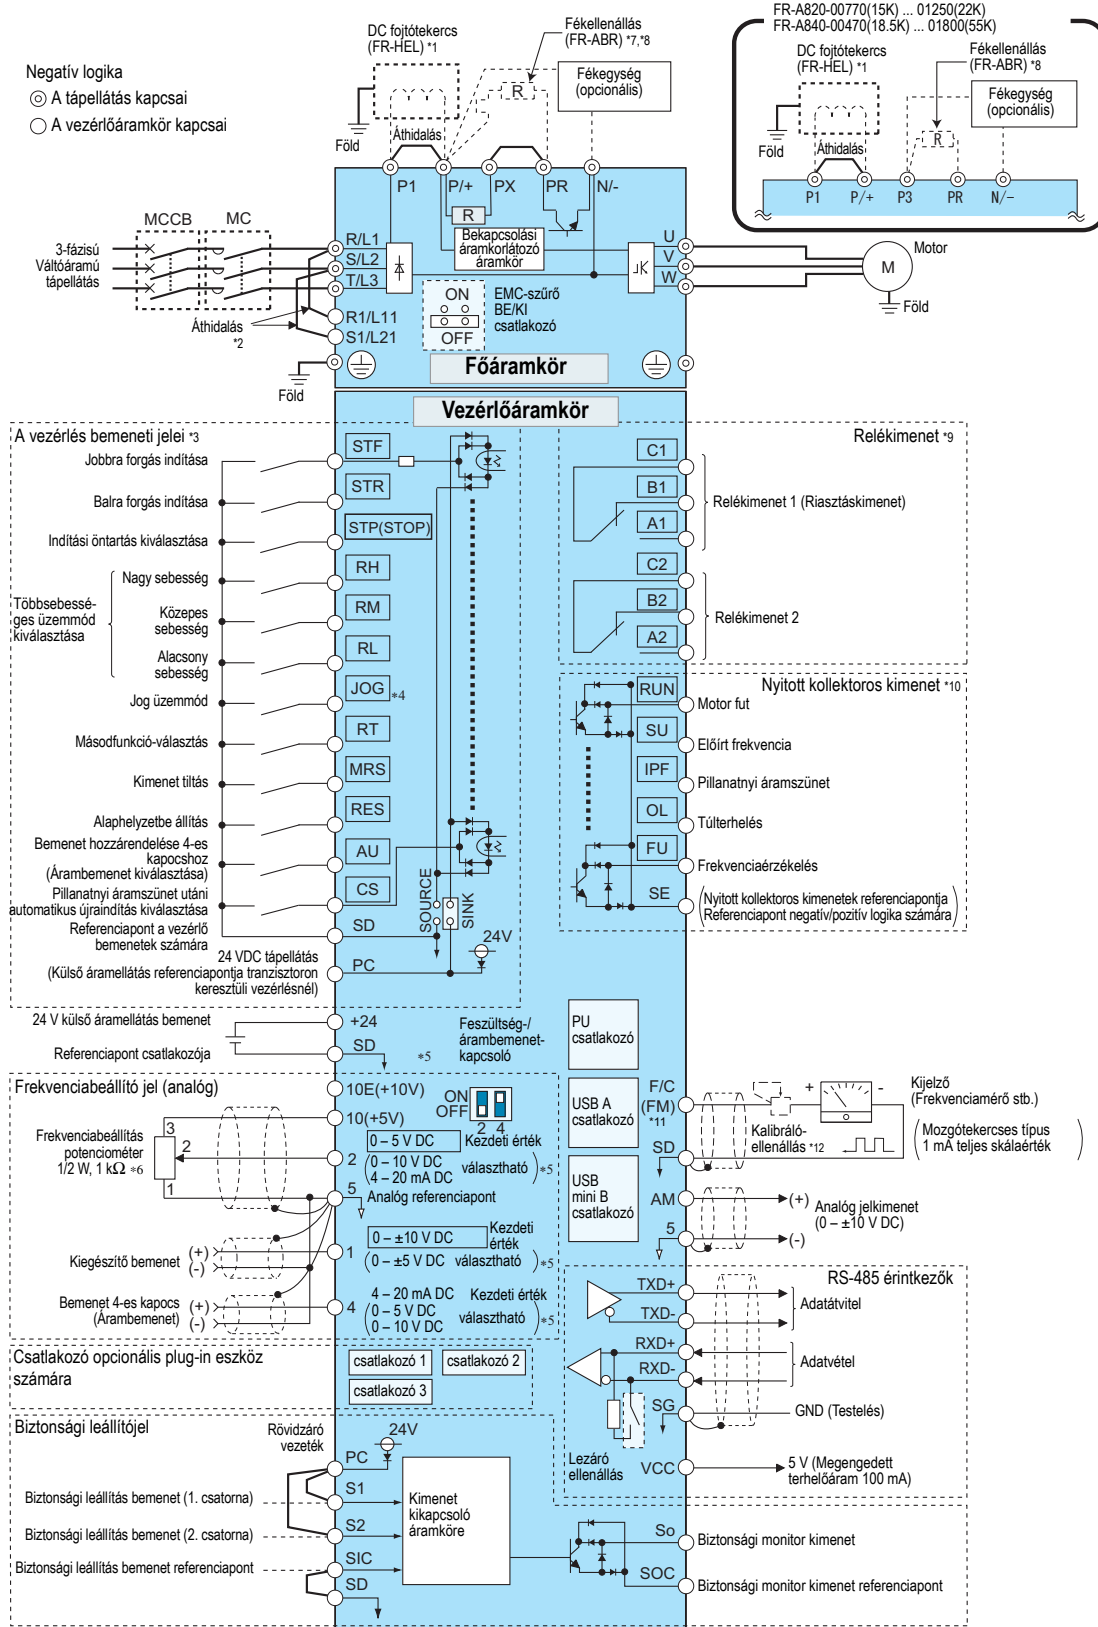 FR-A820-00770(15K) ... 01250(22K)
FR-A840-00470(18.5K) ... 01800(55K)
DC fojtótekercs
(FR-HEL) *1
Fékellenállás
(FR-ABR) *8
Fékegység
(opcionális)
R
Föld
Áthidalás
P1
P/+
P3
PR
N/−
Negatív logika
A tápellátás kapcsai
A vezérlőáramkör kapcsai
DC fojtótekercs
(FR-HEL) *1
Fékellenállás
(FR-ABR) *7,*8
Fékegység
(opcionális)
R
Föld
Áthidalás
P1
P/+
PX
PR
N/-
R
Bekapcsolási
áramkorlátozó
áramkör
MCCB
MC
3-fázisú
Váltóáramú
tápellátás
R/L1
S/L2
T/L3
R1/L11
S1/L21
Áthidalás
*2
Föld
ON
OFF
EMC-szűrő
BE/KI
csatlakozó
U
V
W
M
Motor
Föld
Főáramkör
Vezérlőáramkör
A vezérlés bemeneti jelei *3
Jobbra forgás indítása
STF
Balra forgás indítása
STR
Indítási öntartás kiválasztása
STP(STOP)
Többsebessé-
ges üzemmód
kiválasztása
Nagy sebesség
RH
Közepes
sebesség
RM
Alacsony
sebesség
RL
Jog üzemmód
JOG *4
Másodfunkció-választás
RT
Kimenet tiltás
MRS
Alaphelyzetbe állítás
RES
Bemenet hozzárendelése 4-es
kapocshoz
(Árambemenet kiválasztása)
AU
Pillanatnyi áramszünet utáni
automatikus újraindítás kiválasztása
CS
Referenciapont a vezérlő
bemenetek számára
SD
24 VDC tápellátás
(Külső áramellátás referenciapontja tranzisztoron
keresztüli vezérlésnél)
PC
SOURCE
SINK
24V
Relékimenet *9
C1
B1
A1
Relékimenet 1 (Riasztáskimenet)
C2
B2
A2
Relékimenet 2
Nyitott kollektoros kimenet *10
RUN
Motor fut
SU
Előírt frekvencia
IPF
Pillanatnyi áramszünet
OL
Túlterhelés
FU
Frekvenciaérzékelés
SE
(Nyitott kollektoros kimenetek referenciapontja
Referenciapont negatív/pozitív logika számára)
24 V külső áramellátás bemenet
+24
Referenciapont csatlakozója
SD
*5
Feszültség-/
árambemenet-
kapcsoló
PU
csatlakozó
USB A
csatlakozó
USB
mini B
csatlakozó
Frekvenciabeállító jel (analóg)
10E(+10V)
ON
OFF
2 4
10(+5V)
Frekvenciabeállítás
potenciométer
1/2 W, 1 kΩ *6
3
2
1
0 – 5 V DC
Kezdeti érték
2
(0 – 10 V DC
4 – 20 mA DC
választható) *5
5
Analóg referenciapont
Kiegészítő bemenet
(+)
(-)
1
0 – ±10 V DC
Kezdeti
érték
(0 – ±5 V DC választható) *5
Bemenet 4-es kapocs
(Árambemenet)
(+)
(-)
4
4 – 20 mA DC
Kezdeti érték
(0 – 5 V DC
0 – 10 V DC
választható) *5
F/C
(FM)
*11
SD
Kalibráló-
ellenállás *12
+
-
Kijelző
(Frekvenciamérő stb.)
(Mozgótekercses típus
1 mA teljes skálaérték)
AM
5
(+)
(-)
Analóg jelkimenet
(0 – ±10 V DC)
RS-485 érintkezők
TXD+
TXD-
Adatátvitel
RXD+
RXD-
Adatvétel
SG
GND (Testelés)
Lezáró
ellenállás
VCC
5 V (Megengedett
terhelőáram 100 mA)
Csatlakozó opcionális plug-in eszköz
számára
csatlakozó 1
csatlakozó 2
csatlakozó 3
Biztonsági leállítójel
Rövidzáró
vezeték
24V
PC
Biztonsági leállítás bemenet (1. csatorna)
S1
Biztonsági leállítás bemenet (2. csatorna)
S2
Biztonsági leállítás bemenet referenciapont
SIC
SD
Kimenet
kikapcsoló
áramköre
So
Biztonsági monitor kimenet
SOC
Biztonsági monitor kimenet referenciapont